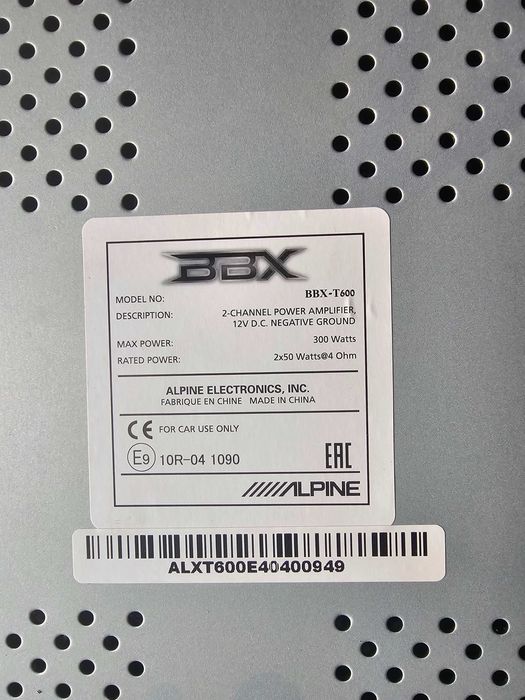 BBX
MODEL NO: BBX-T600
DESCRIPTION: 2-CHANNEL POWER AMPLIFIER,
12V D.C. NEGATIVE GROUND
MAX POWER: 300 Watts
RATED POWER: 2x50 Watts@4 Ohm
ALPINE ELECTRONICS, INC.
FABRIQUE EN CHINE MADE IN CHINA
CE FOR CAR USE ONLY
E9 10R-04 1090 EAC
ALPINE
ALXT600E40400949